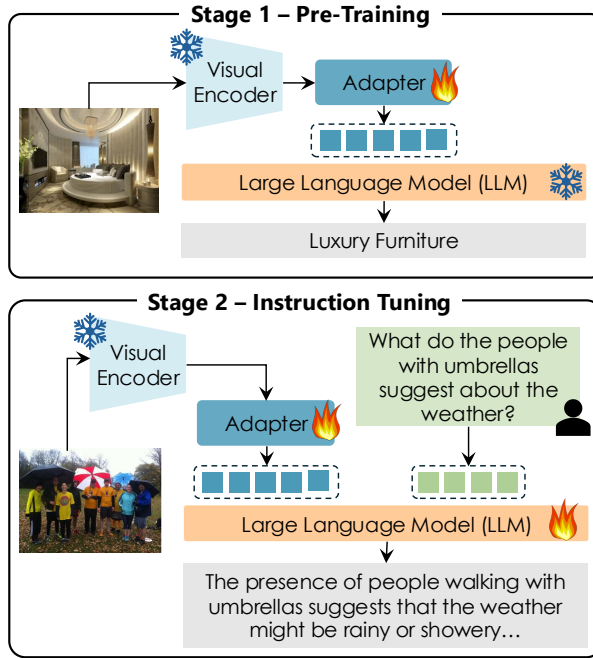 Stage 1 – Pre-Training
Visual
Encoder
Adapter
Large Language Model (LLM)
Luxury Furniture
Stage 2 – Instruction Tuning
Visual
Encoder
What do the people
with umbrellas
suggest about the
weather?
Adapter
Large Language Model (LLM)
The presence of people walking with
umbrellas suggests that the weather
might be rainy or showery…